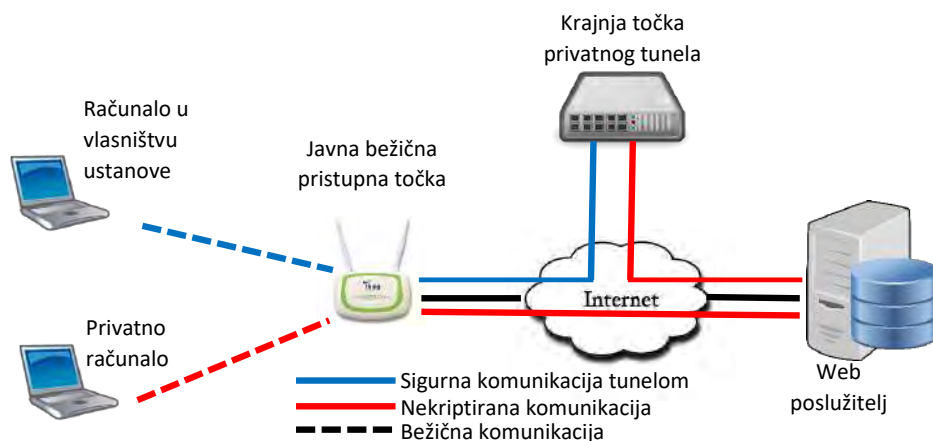 Krajnja točka
privatnog tunela
Računalo u
vlasništvu
ustanove
Javna bežična
pristupna točka
Internet
Privatno
računalo
Web
poslužitelj
Sigurna komunikacija tunelom
Nekriptirana komunikacija
Bežična komunikacija